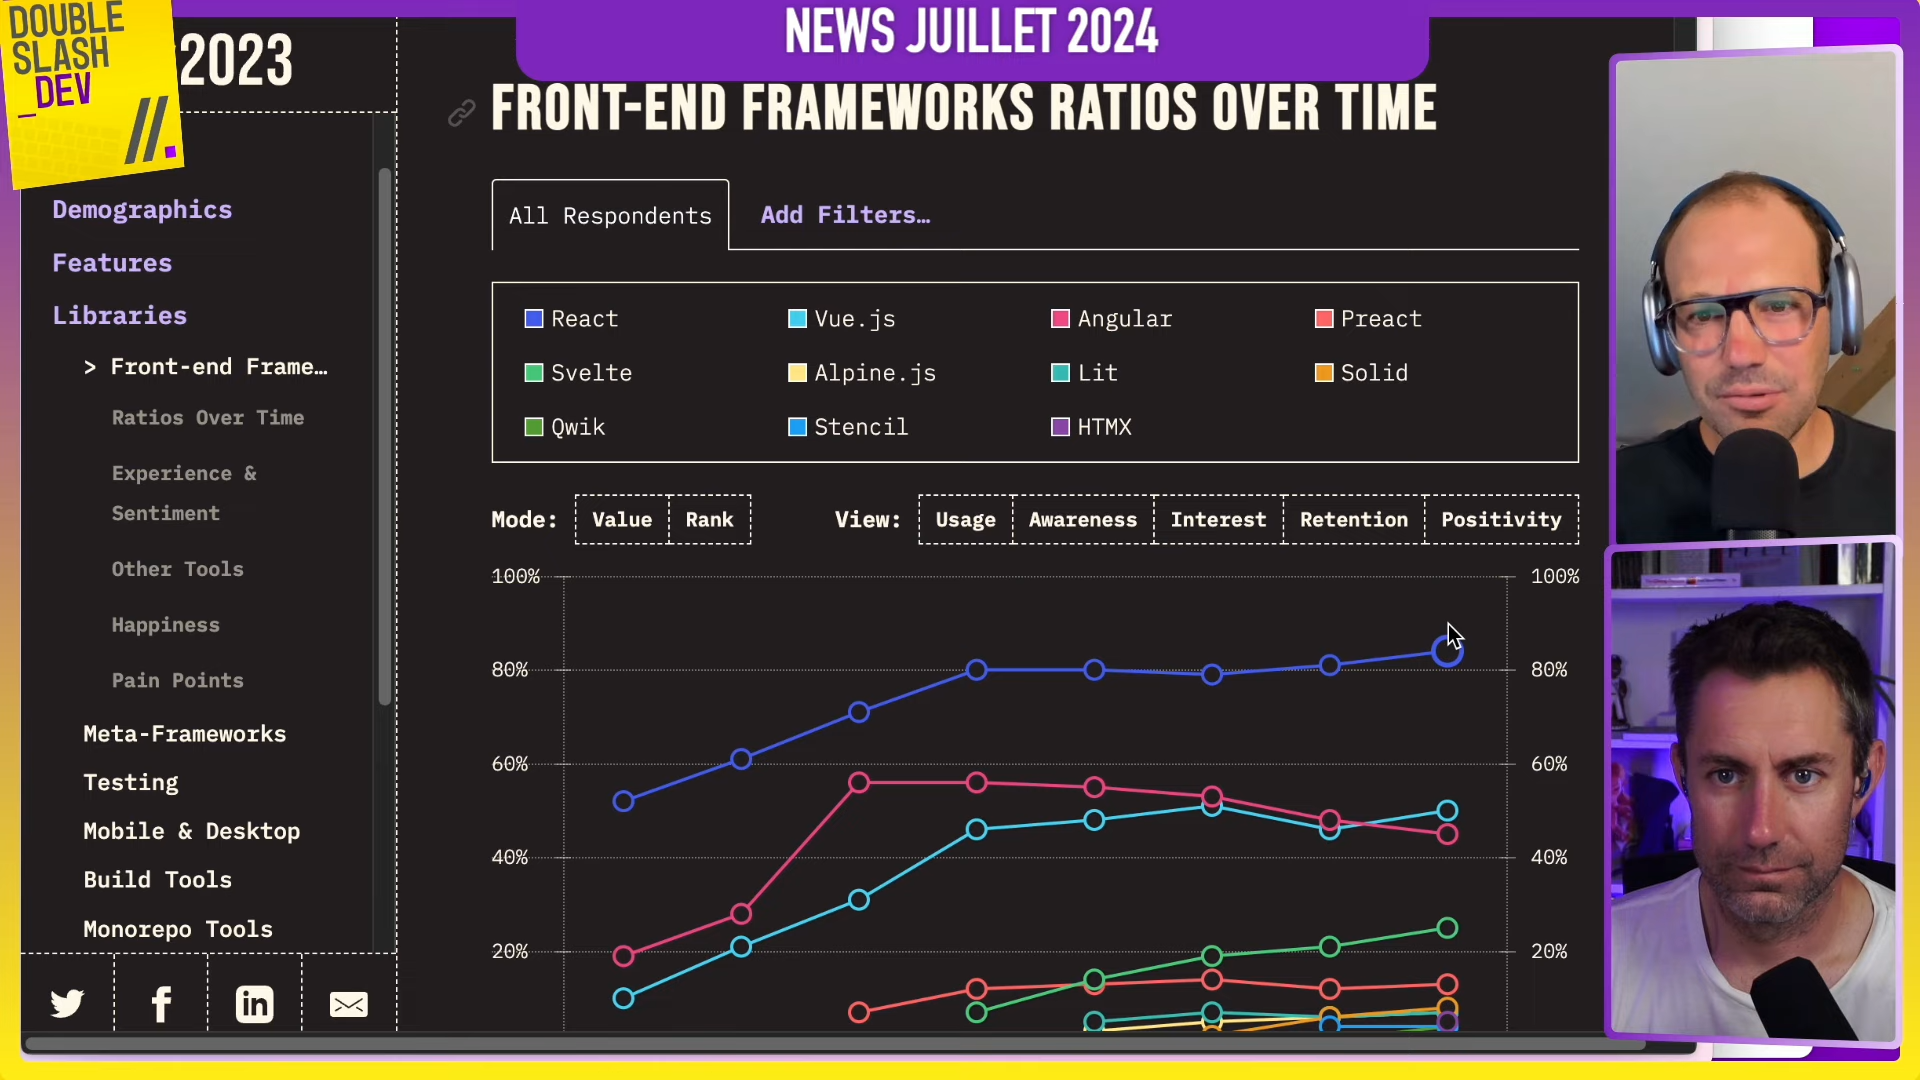 DOUBLE
SLASH
_DEV
//.
2023
NEWS JUILLET 2024
FRONT-END FRAMEWORKS RATIOS OVER TIME
Demographics
Features
Libraries
> Front-end Frame…
Ratios Over Time
Experience &
Sentiment
Other Tools
Happiness
Pain Points
Meta-Frameworks
Testing
Mobile & Desktop
Build Tools
Monorepo Tools
All Respondents
Add Filters…
React
Vue.js
Angular
Preact
Svelte
Alpine.js
Lit
Solid
Qwik
Stencil
HTMX
Mode: Value Rank
View: Usage Awareness Interest Retention Positivity
100% 100%
80% 80%
60% 60%
40% 40%
20% 20%